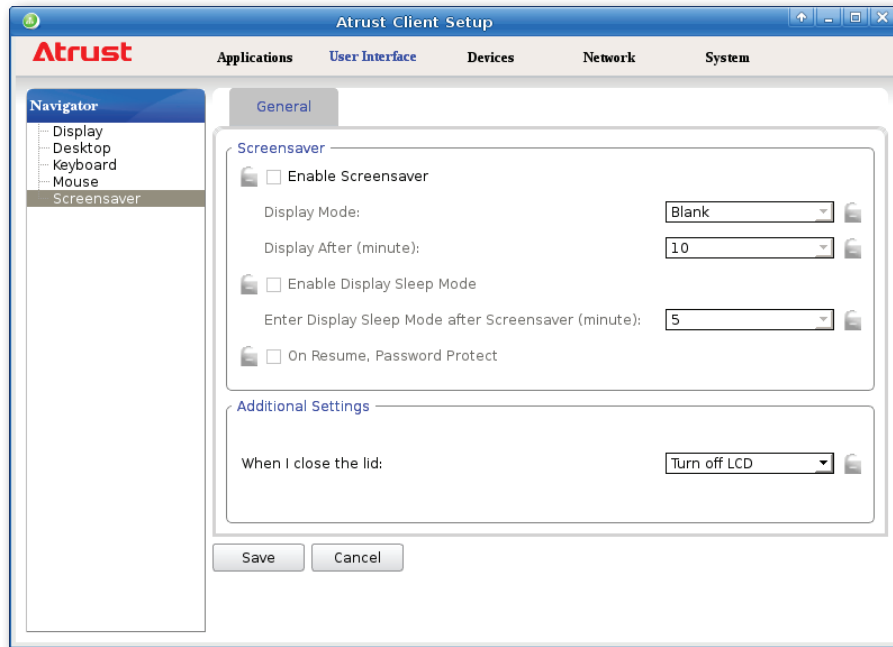 Atrust Client Setup
Atrust
Applications User Interface Devices Network System
Navigator
Display
Desktop
Keyboard
Mouse
Screensaver
General
Screensaver
Enable Screensaver
Display Mode: Blank
Display After (minute): 10
Enable Display Sleep Mode
Enter Display Sleep Mode after Screensaver (minute): 5
On Resume, Password Protect
Additional Settings
When I close the lid: Turn off LCD
Save Cancel